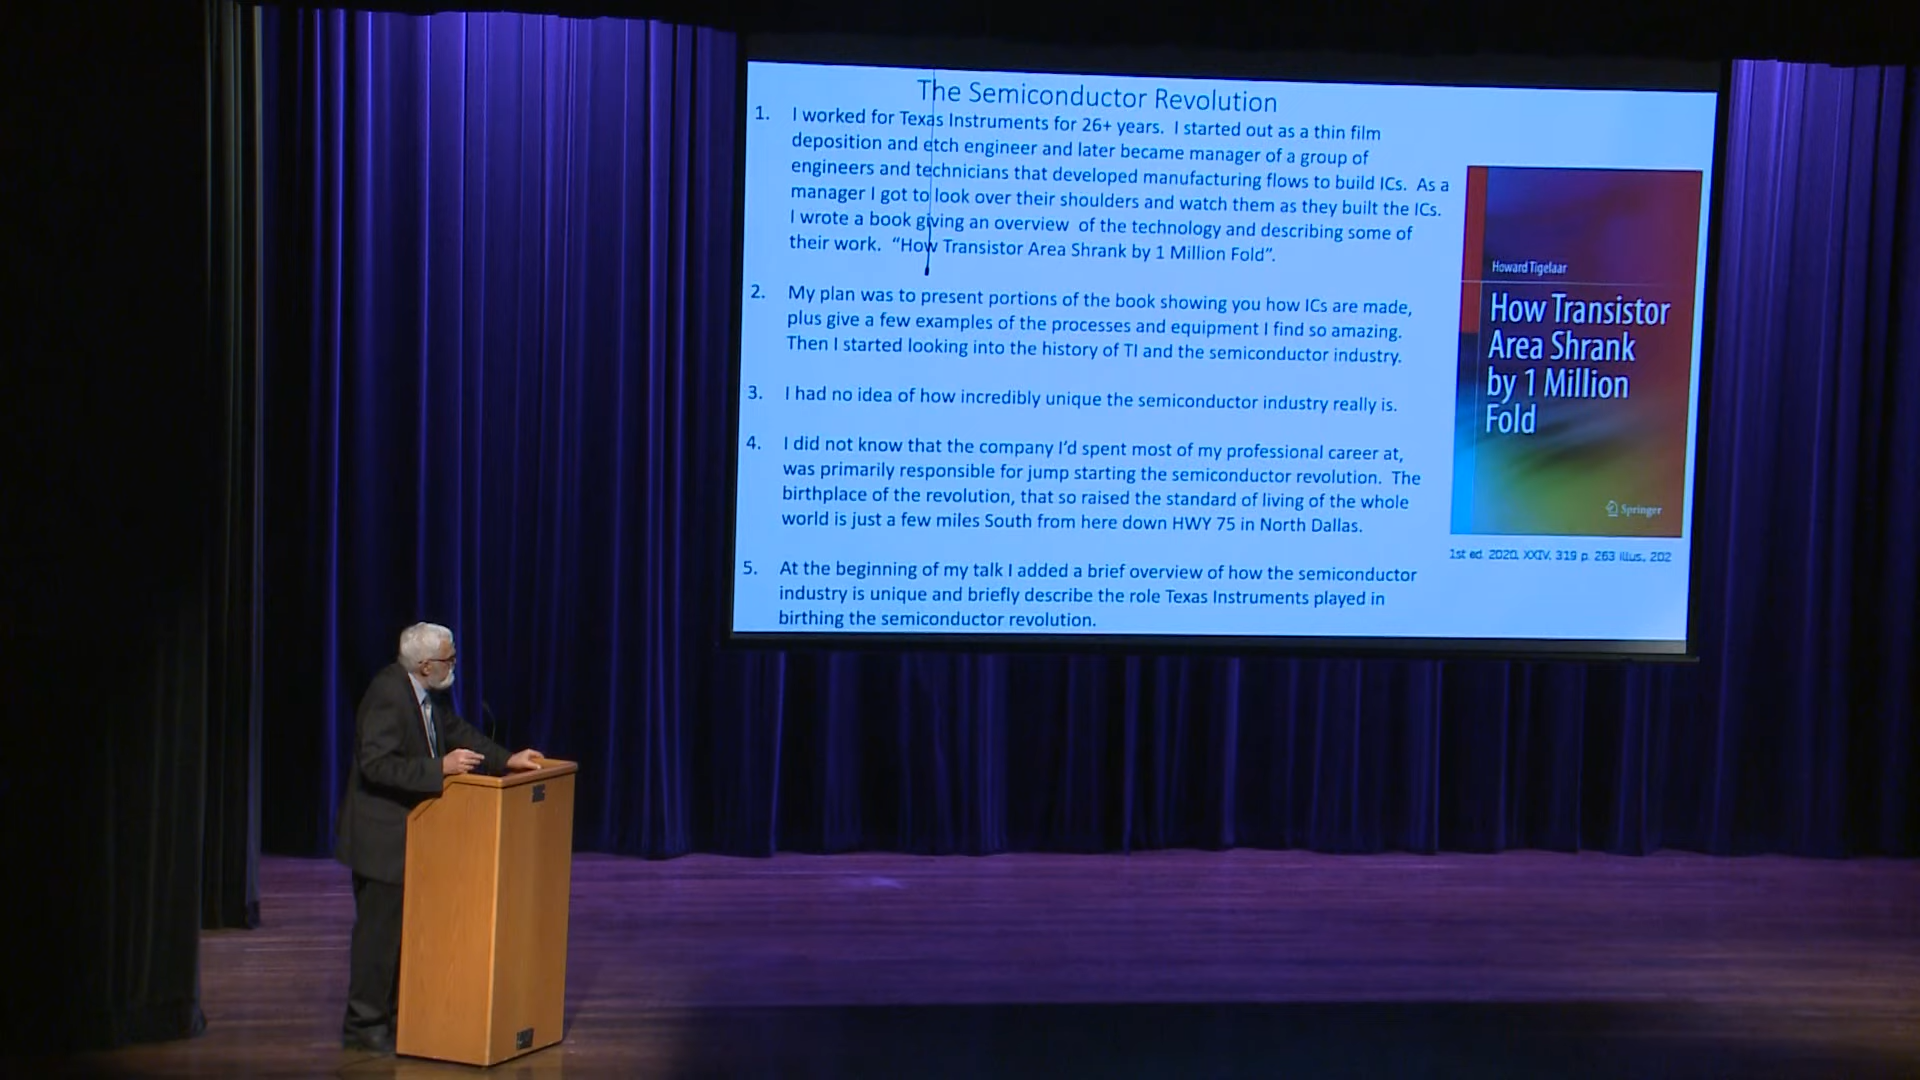 The Semiconductor Revolution
1. I worked for Texas Instruments for 26+ years. I started out as a thin film
deposition and etch engineer and later became manager of a group of
engineers and technicians that developed manufacturing flows to build ICs. As a
manager I got to look over their shoulders and watch them as they built the ICs.
I wrote a book giving an overview of the technology and describing some of
their work. “How Transistor Area Shrank by 1 Million Fold”.
2. My plan was to present portions of the book showing you how ICs are made,
plus give a few examples of the processes and equipment I find so amazing.
Then I started looking into the history of TI and the semiconductor industry.
3. I had no idea of how incredibly unique the semiconductor industry really is.
4. I did not know that the company I’d spent most of my professional career at,
was primarily responsible for jump starting the semiconductor revolution. The
birthplace of the revolution, that so raised the standard of living of the whole
world is just a few miles South from here down HWY 75 in North Dallas.
5. At the beginning of my talk I added a brief overview of how the semiconductor
industry is unique and briefly describe the role Texas Instruments played in
birthing the semiconductor revolution.
Howard Tigelaar
How Transistor
Area Shrank
by 1 Million
Fold
Springer
1st ed. 2020, XXIV, 319 p. 263 illus., 202